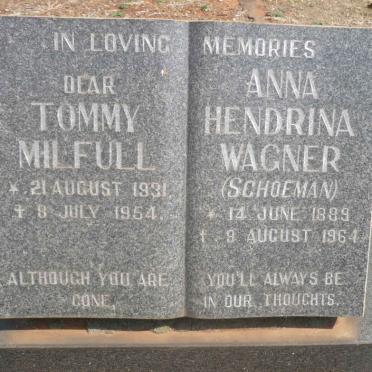 IN LOVING MEMORIES
DEAR
TOMMY
MILFULL
* 21 AUGUST 1931
† 8 JULY 1954.
ALTHOUGH YOU ARE
GONE,
ANNA
HENDRINA
WAGNER
(SCHOEMAN)
* 14 JUNE 1889
† 9 AUGUST 1964
YOU'LL ALWAYS BE
IN OUR THOUGHTS.